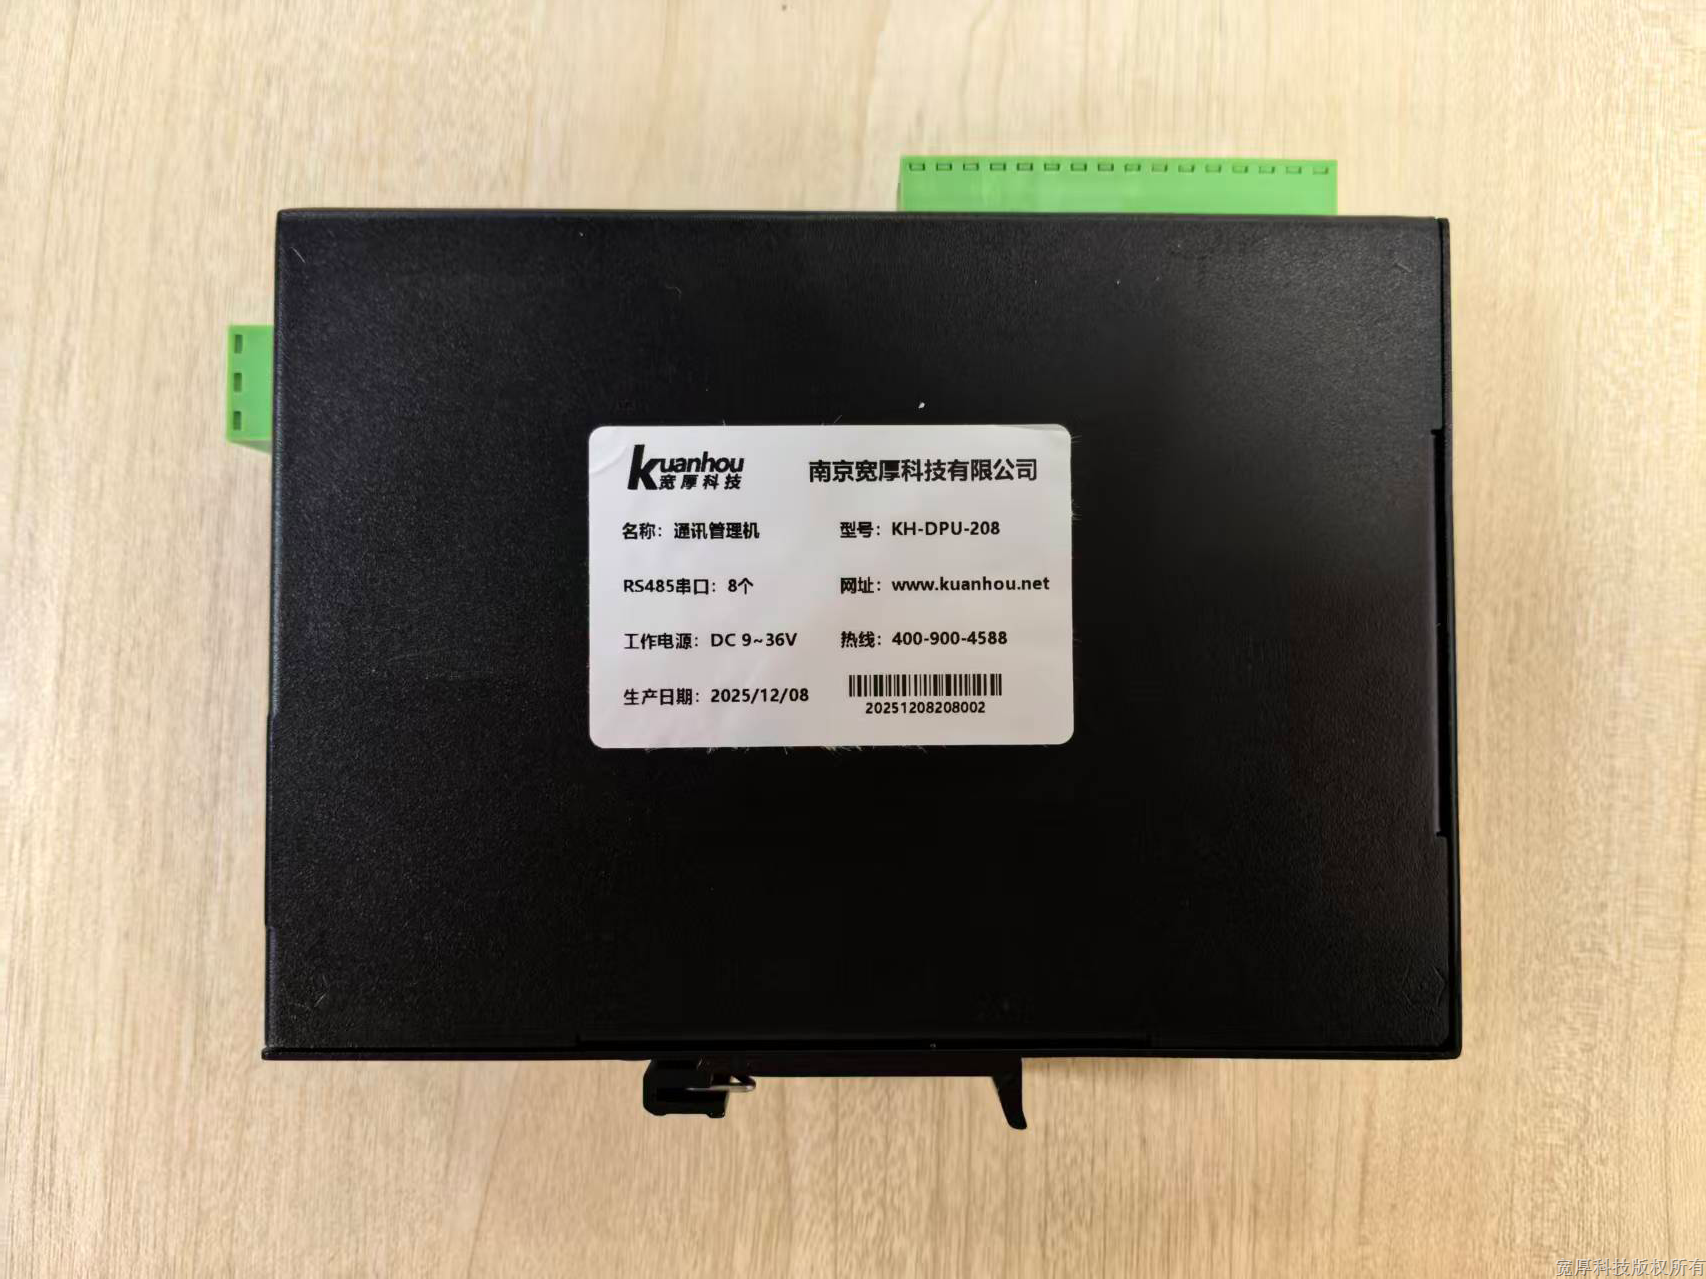 Kuanhou
宽厚科技
南京宽厚科技有限公司
名称：通讯管理机
型号：KH-DPU-208
RS485串口：8个
网址：www.kuanhou.net
工作电源：DC 9~36V
热线：400-900-4588
生产日期：2025/12/08
20251208208002
宽厚科技版权所有